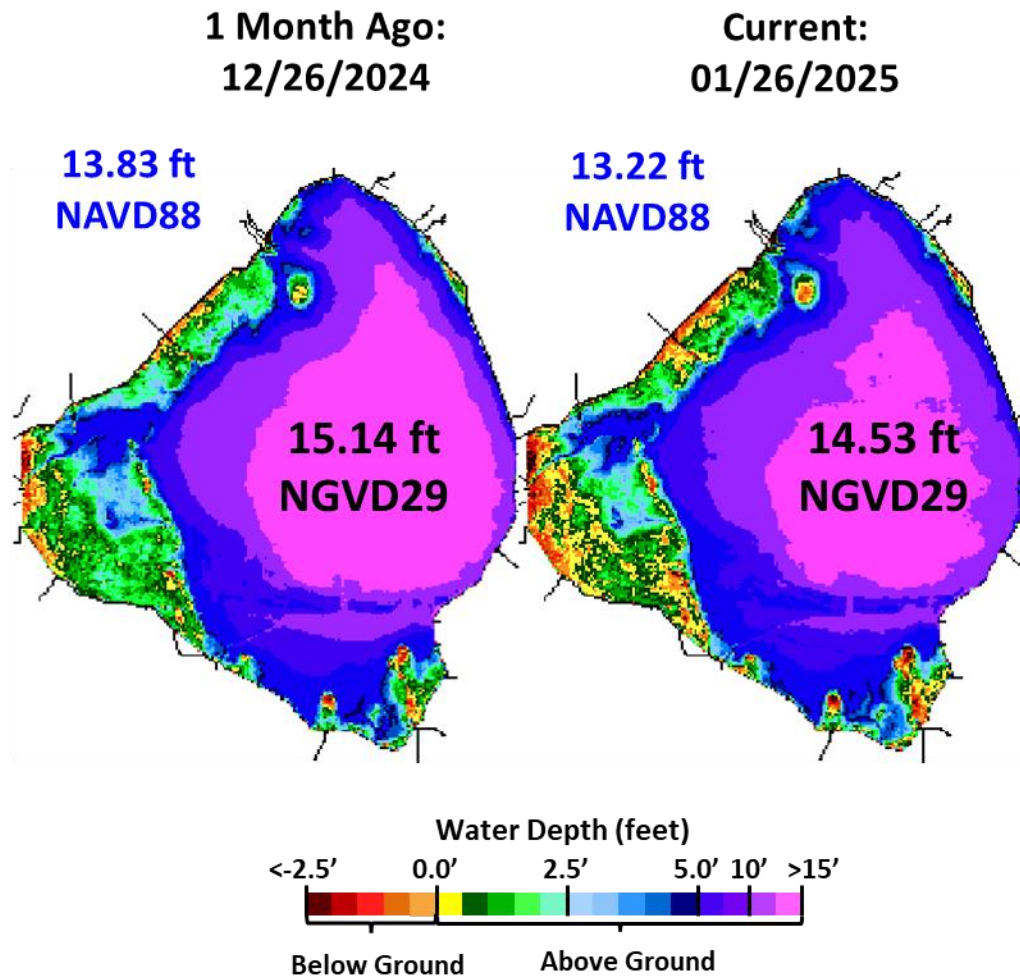 1 Month Ago:
12/26/2024
Current:
01/26/2025
13.83 ft
NAVD88
13.22 ft
NAVD88
15.14 ft
NGVD29
14.53 ft
NGVD29
Water Depth (feet)
<-2.5' 0.0' 2.5' 5.0' 10' >15'
Below Ground Above Ground